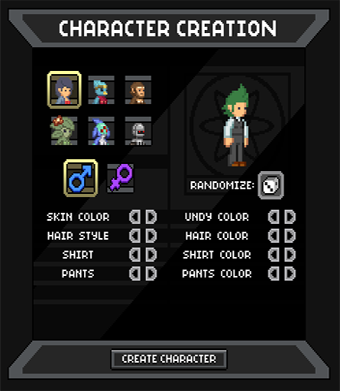 CHARACTER CREATION
RANDOMIZE:
SKIN COLOR UNDY COLOR
HAIR STYLE HAIR COLOR
SHIRT SHIRT COLOR
PANTS PANTS COLOR
CREATE CHARACTER